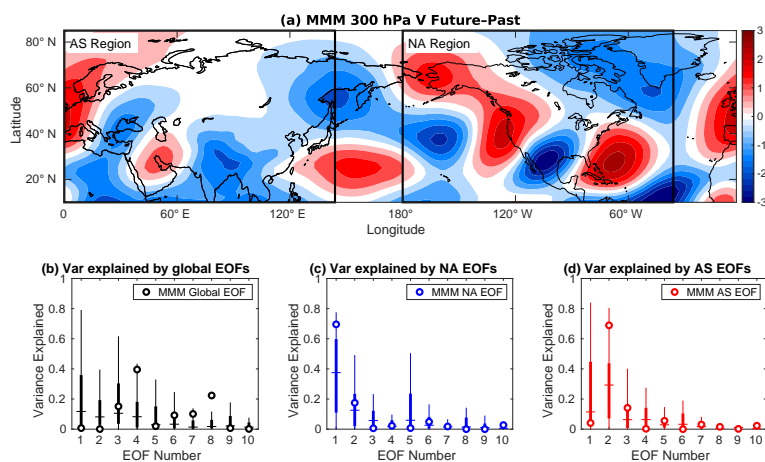 (a) MMM 300 hPa V Future-Past
AS Region
NA Region
80° N
60° N
40° N
20° N
Latitude
0
60° E
120° E
180°
120° W
60° W
Longitude
3
2
1
0
-1
-2
-3
(b) Var explained by global EOFs
MMM Global EOF
Variance Explained
1
0.8
0.6
0.4
0.2
0
1 2 3 4 5 6 7 8 9 10
EOF Number
(c) Var explained by NA EOFs
MMM NA EOF
Variance Explained
1
0.8
0.6
0.4
0.2
0
1 2 3 4 5 6 7 8 9 10
EOF Number
(d) Var explained by AS EOFs
MMM AS EOF
Variance Explained
1
0.8
0.6
0.4
0.2
0
1 2 3 4 5 6 7 8 9 10
EOF Number